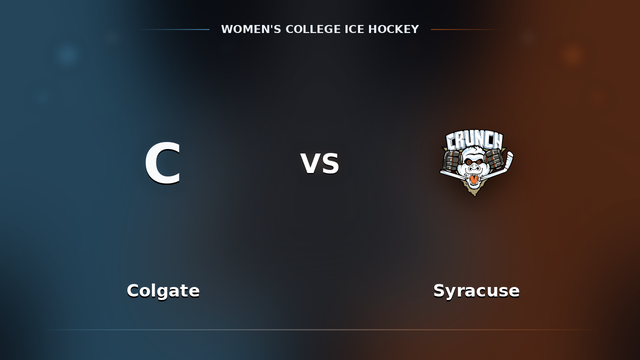 WOMEN'S COLLEGE ICE HOCKEY
C
VS
CRUNCH
Colgate
Syracuse